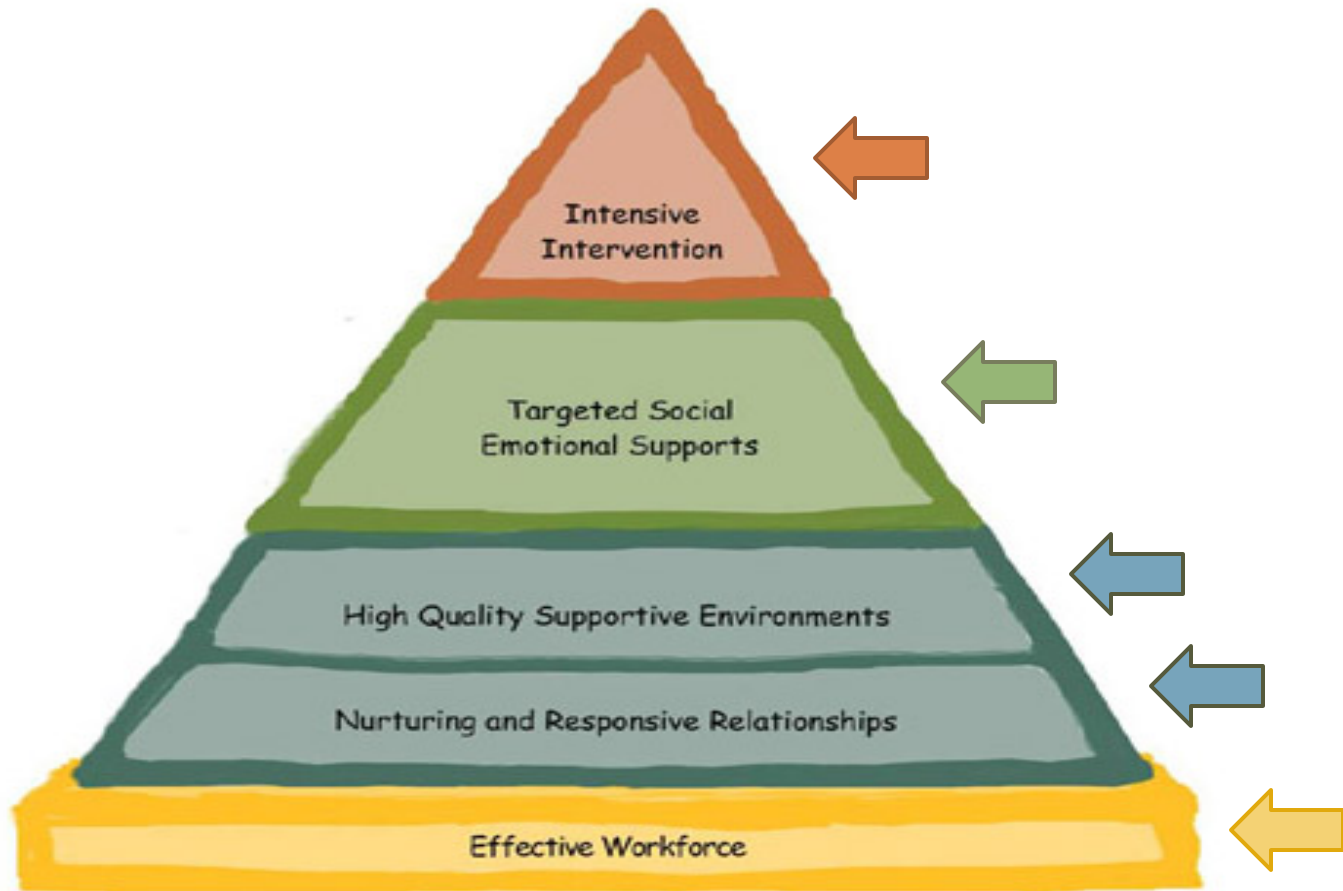 Intensive
Intervention
Targeted Social
Emotional Supports
High Quality Supportive Environments
Nurturing and Responsive Relationships
Effective Workforce